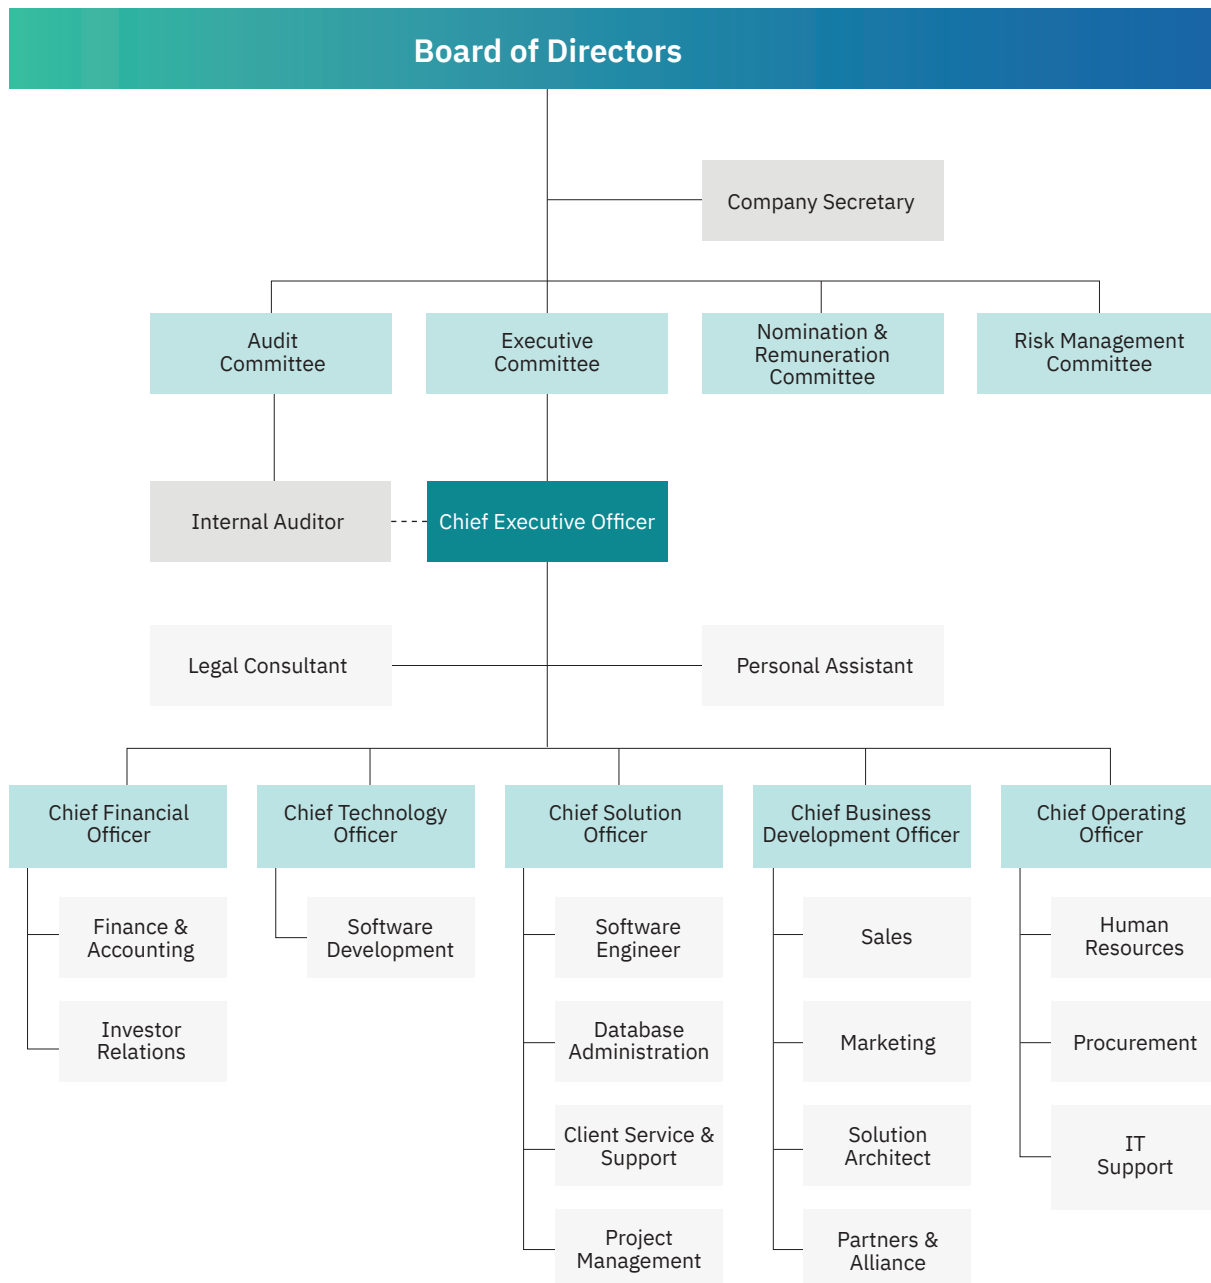 Board of Directors
Company Secretary
Audit
Committee
Executive
Committee
Nomination &
Remuneration
Committee
Risk Management
Committee
Internal Auditor
Chief Executive Officer
Legal Consultant
Personal Assistant
Chief Financial
Officer
Chief Technology
Officer
Chief Solution
Officer
Chief Business
Development Officer
Chief Operating
Officer
Finance &
Accounting
Investor
Relations
Software
Development
Software
Engineer
Database
Administration
Client Service &
Support
Project
Management
Sales
Marketing
Solution
Architect
Partners &
Alliance
Human
Resources
Procurement
IT
Support